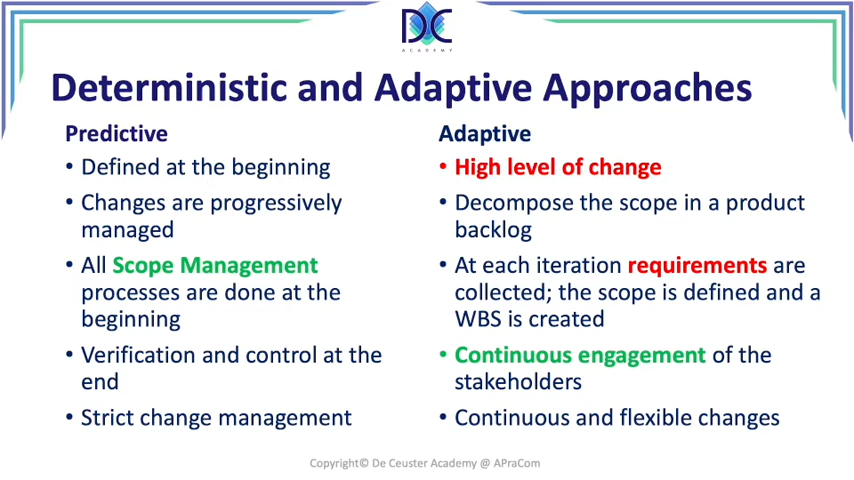 DC
ACADEMY
Deterministic and Adaptive Approaches
Predictive
• Defined at the beginning
• Changes are progressively
managed
• All Scope Management
processes are done at the
beginning
• Verification and control at the
end
• Strict change management
Adaptive
• High level of change
• Decompose the scope in a product
backlog
• At each iteration requirements are
collected; the scope is defined and a
WBS is created
• Continuous engagement of the
stakeholders
• Continuous and flexible changes
Copyright© De Ceuster Academy @ APraCom